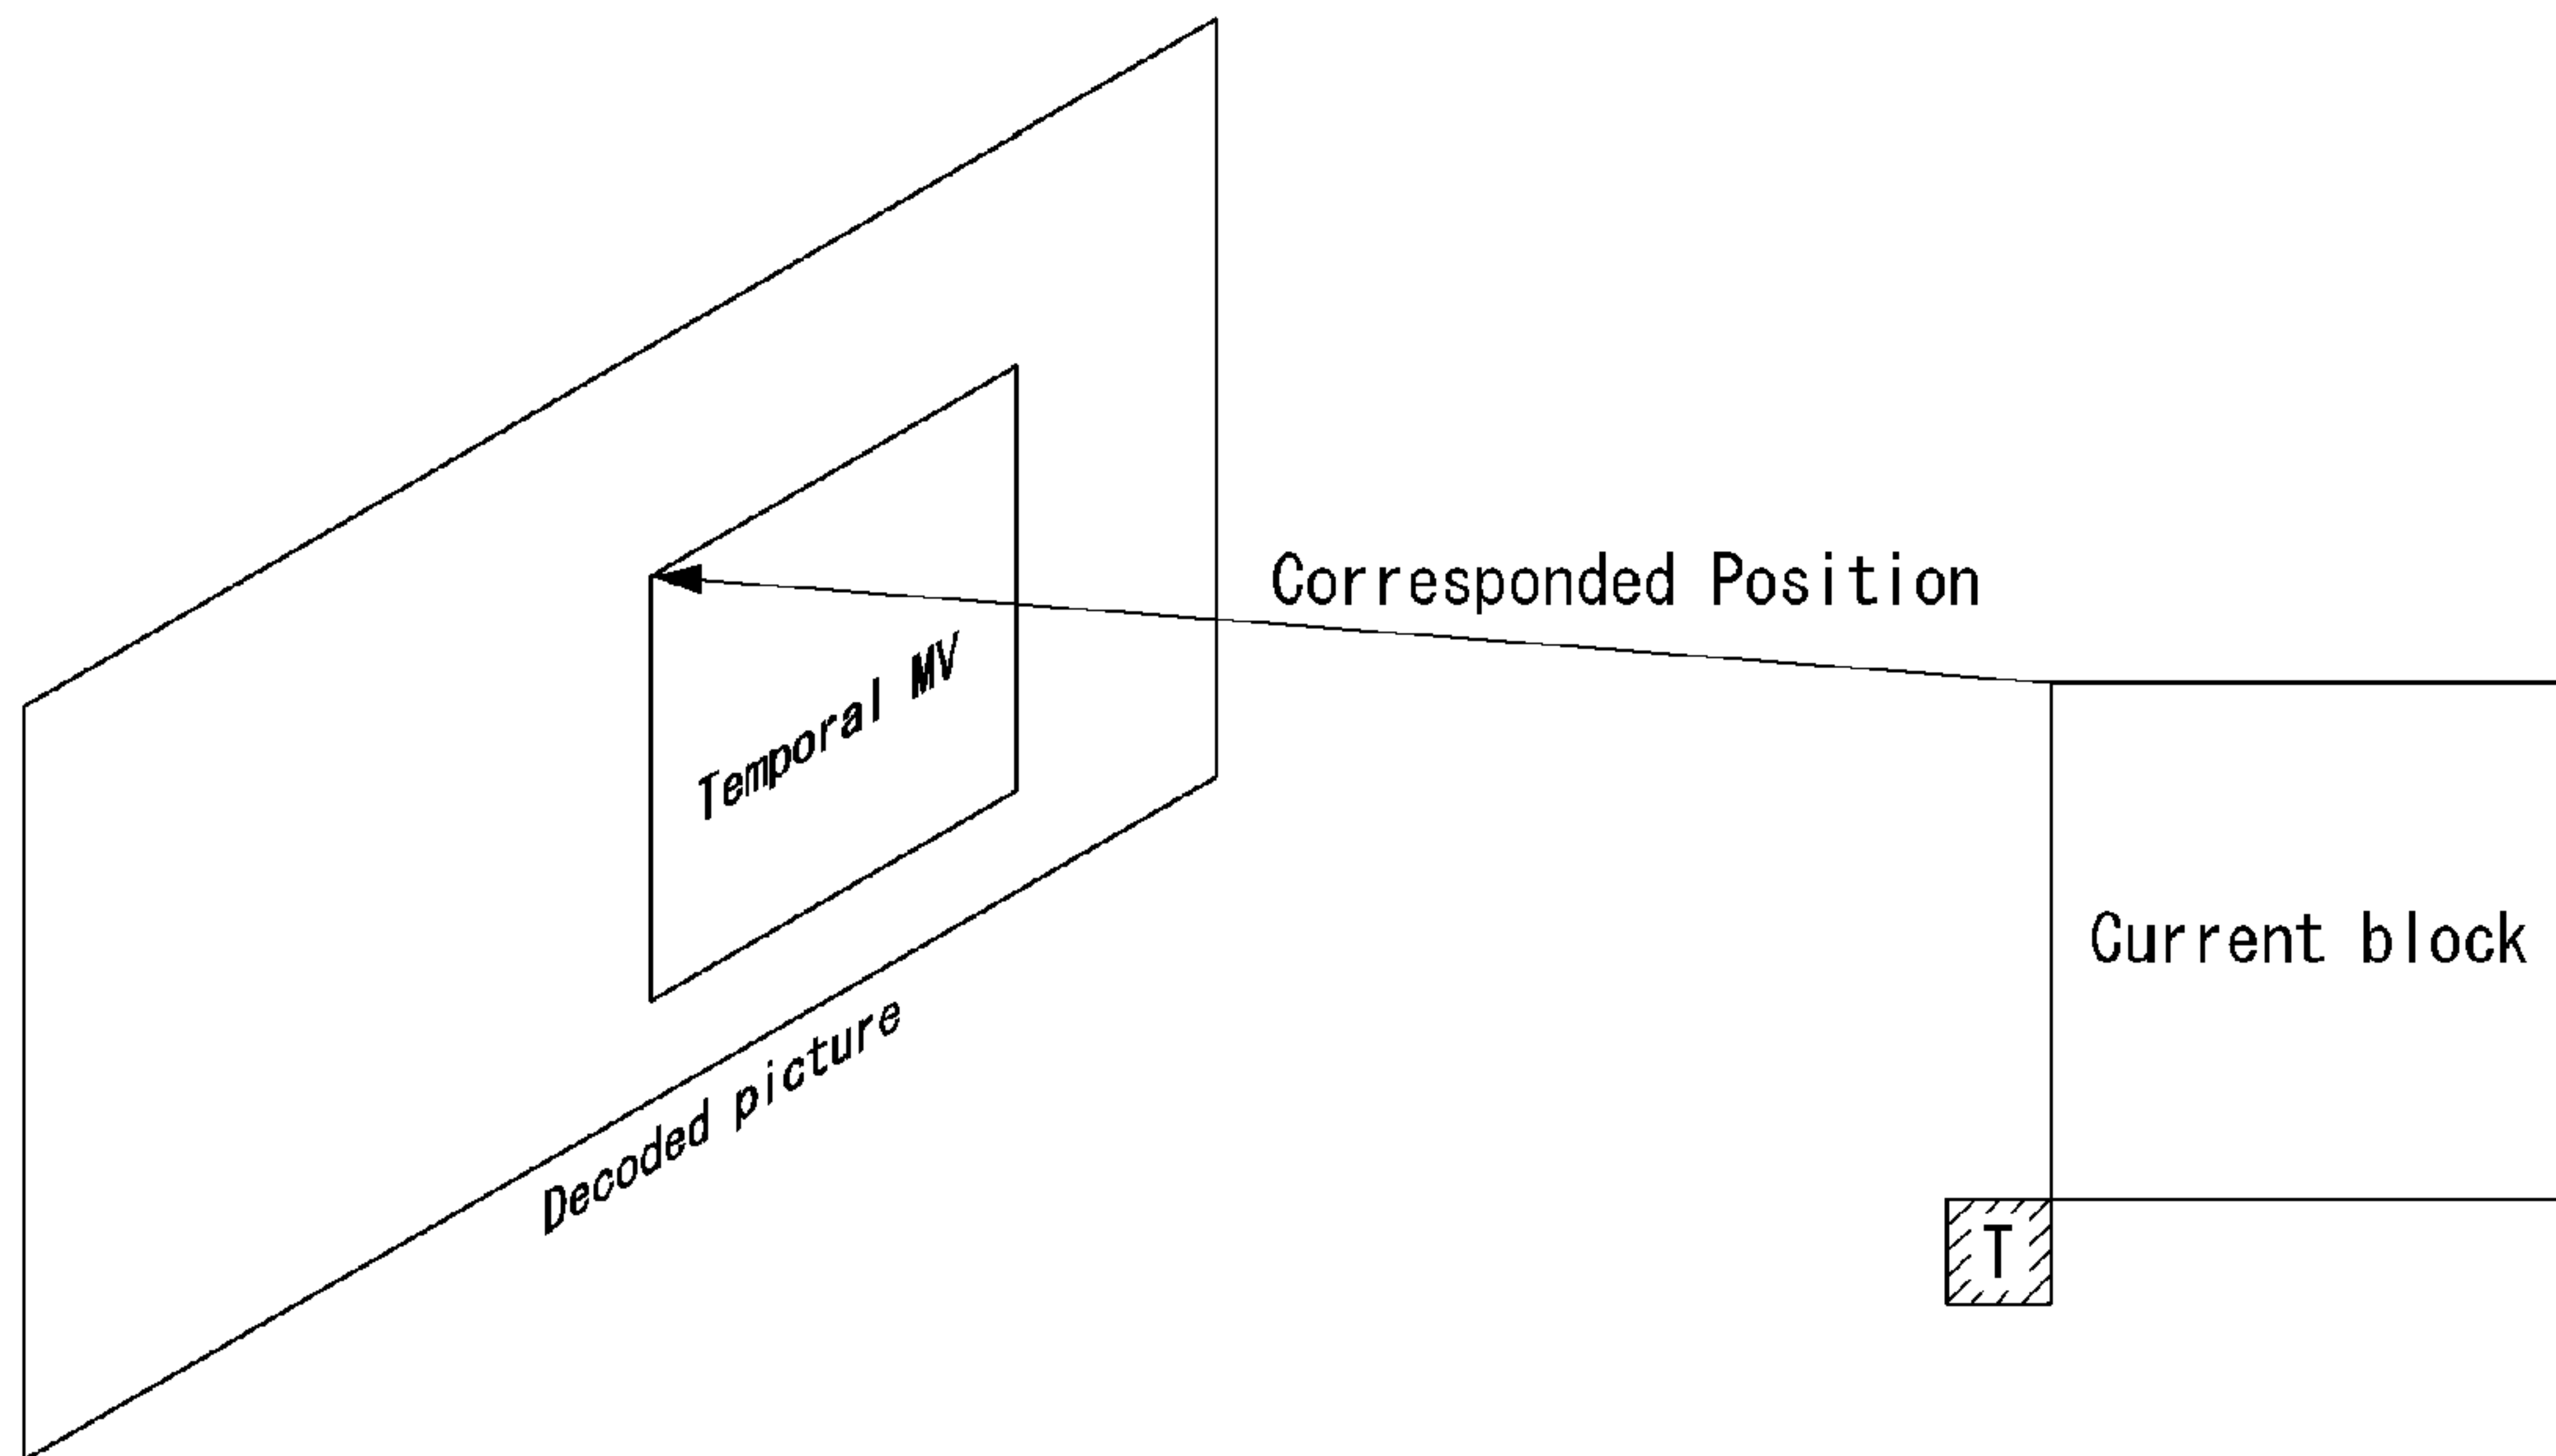 Corresponded Position
Temporal MV
Current block
Decoded picture
T